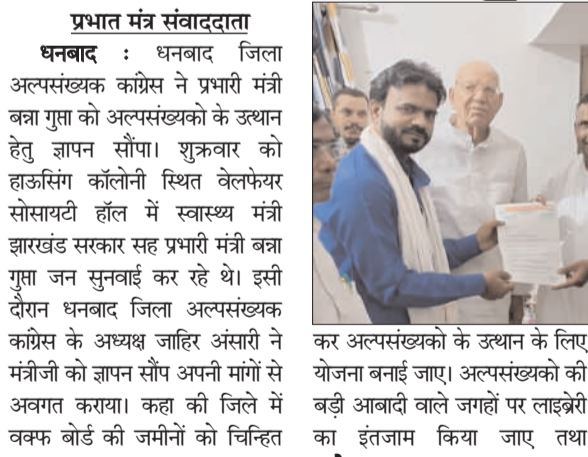 प्रभात मंत्र संवाददाता
धनबाद : धनबाद जिला
अल्पसंख्यक कांग्रेस ने प्रभारी मंत्री
बन्ना गुप्ता को अल्पसंख्यको के उत्थान
हेतु ज्ञापन सौंपा। शुक्रवार को
हाऊसिंग कॉलोनी स्थित वेलफेयर
सोसायटी हॉल में स्वास्थ्य मंत्री
झारखंड सरकार सह प्रभारी मंत्री बन्ना
गुप्ता जन सुनवाई कर रहे थे। इसी
दौरान धनबाद जिला अल्पसंख्यक
कांग्रेस के अध्यक्ष जाहिर अंसारी ने
मंत्रीजी को ज्ञापन सौंप अपनी मांगों से
अवगत कराया। कहा की जिले में
वक्फ बोर्ड की जमीनों को चिन्हित
कर अल्पसंख्यको के उत्थान के लिए
योजना बनाई जाए। अल्पसंख्यको की
बड़ी आबादी वाले जगहों पर लाइब्रेरी
का इंतजाम किया जाए तथा